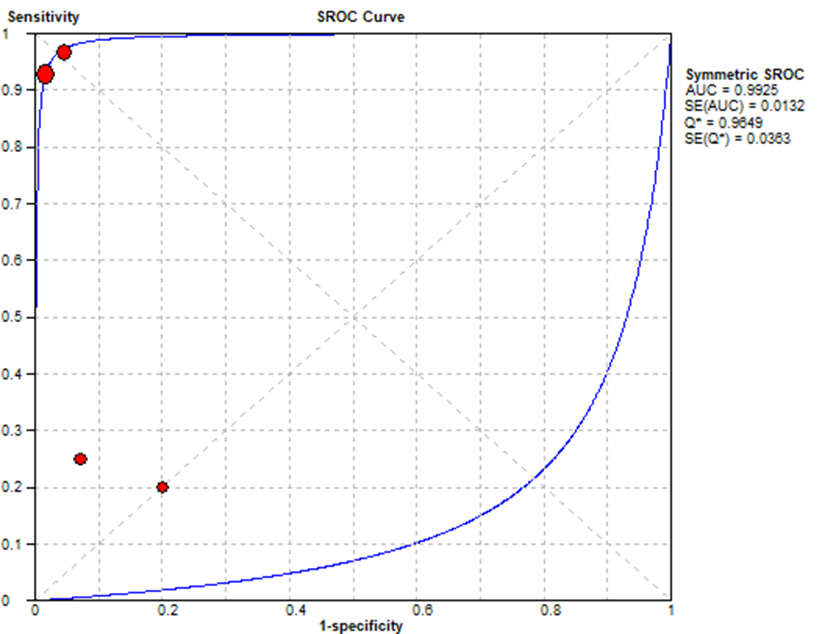 Sensitivity
SROC Curve
1
0.9
0.8
0.7
0.6
0.5
0.4
0.3
0.2
0.1
0
0 0.2 0.4 0.6 0.8 1
1-specificity
Symmetric SROC
AUC = 0.9925
SE(AUC) = 0.0132
Q* = 0.9649
SE(Q*) = 0.0363